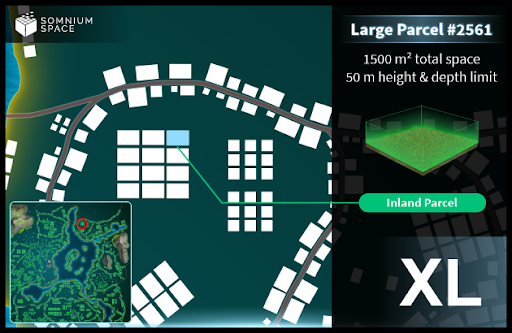 SOMNIUM
SPACE
Large Parcel #2561
1500 m² total space
50 m height & depth limit
Inland Parcel
XL